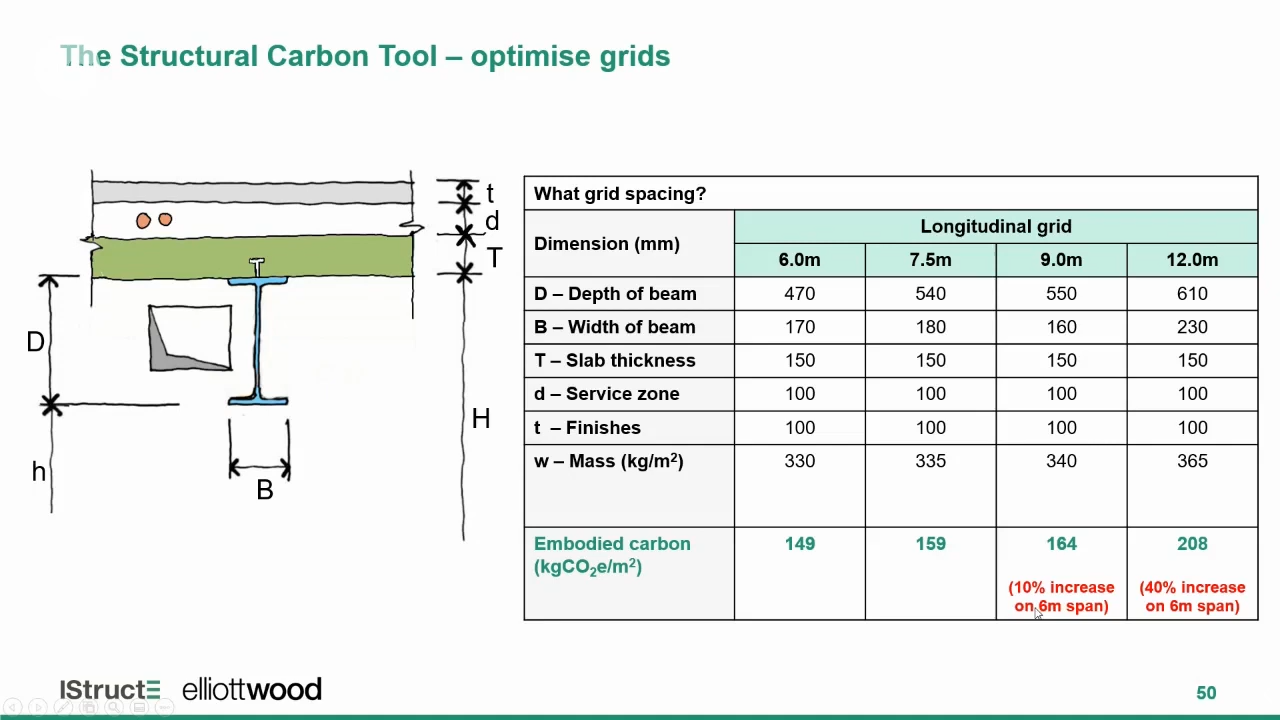 The Structural Carbon Tool – optimise grids
t
d
T
D
H
h
B
What grid spacing?
Dimension (mm)
Longitudinal grid
6.0m 7.5m 9.0m 12.0m
D – Depth of beam 470 540 550 610
B – Width of beam 170 180 160 230
T – Slab thickness 150 150 150 150
d – Service zone 100 100 100 100
t – Finishes 100 100 100 100
w – Mass (kg/m²) 330 335 340 365
Embodied carbon 149 159 164 208
(kgCO₂e/m²)
(10% increase (40% increase
on 6m span) on 6m span)
IStructE elliottwood
50